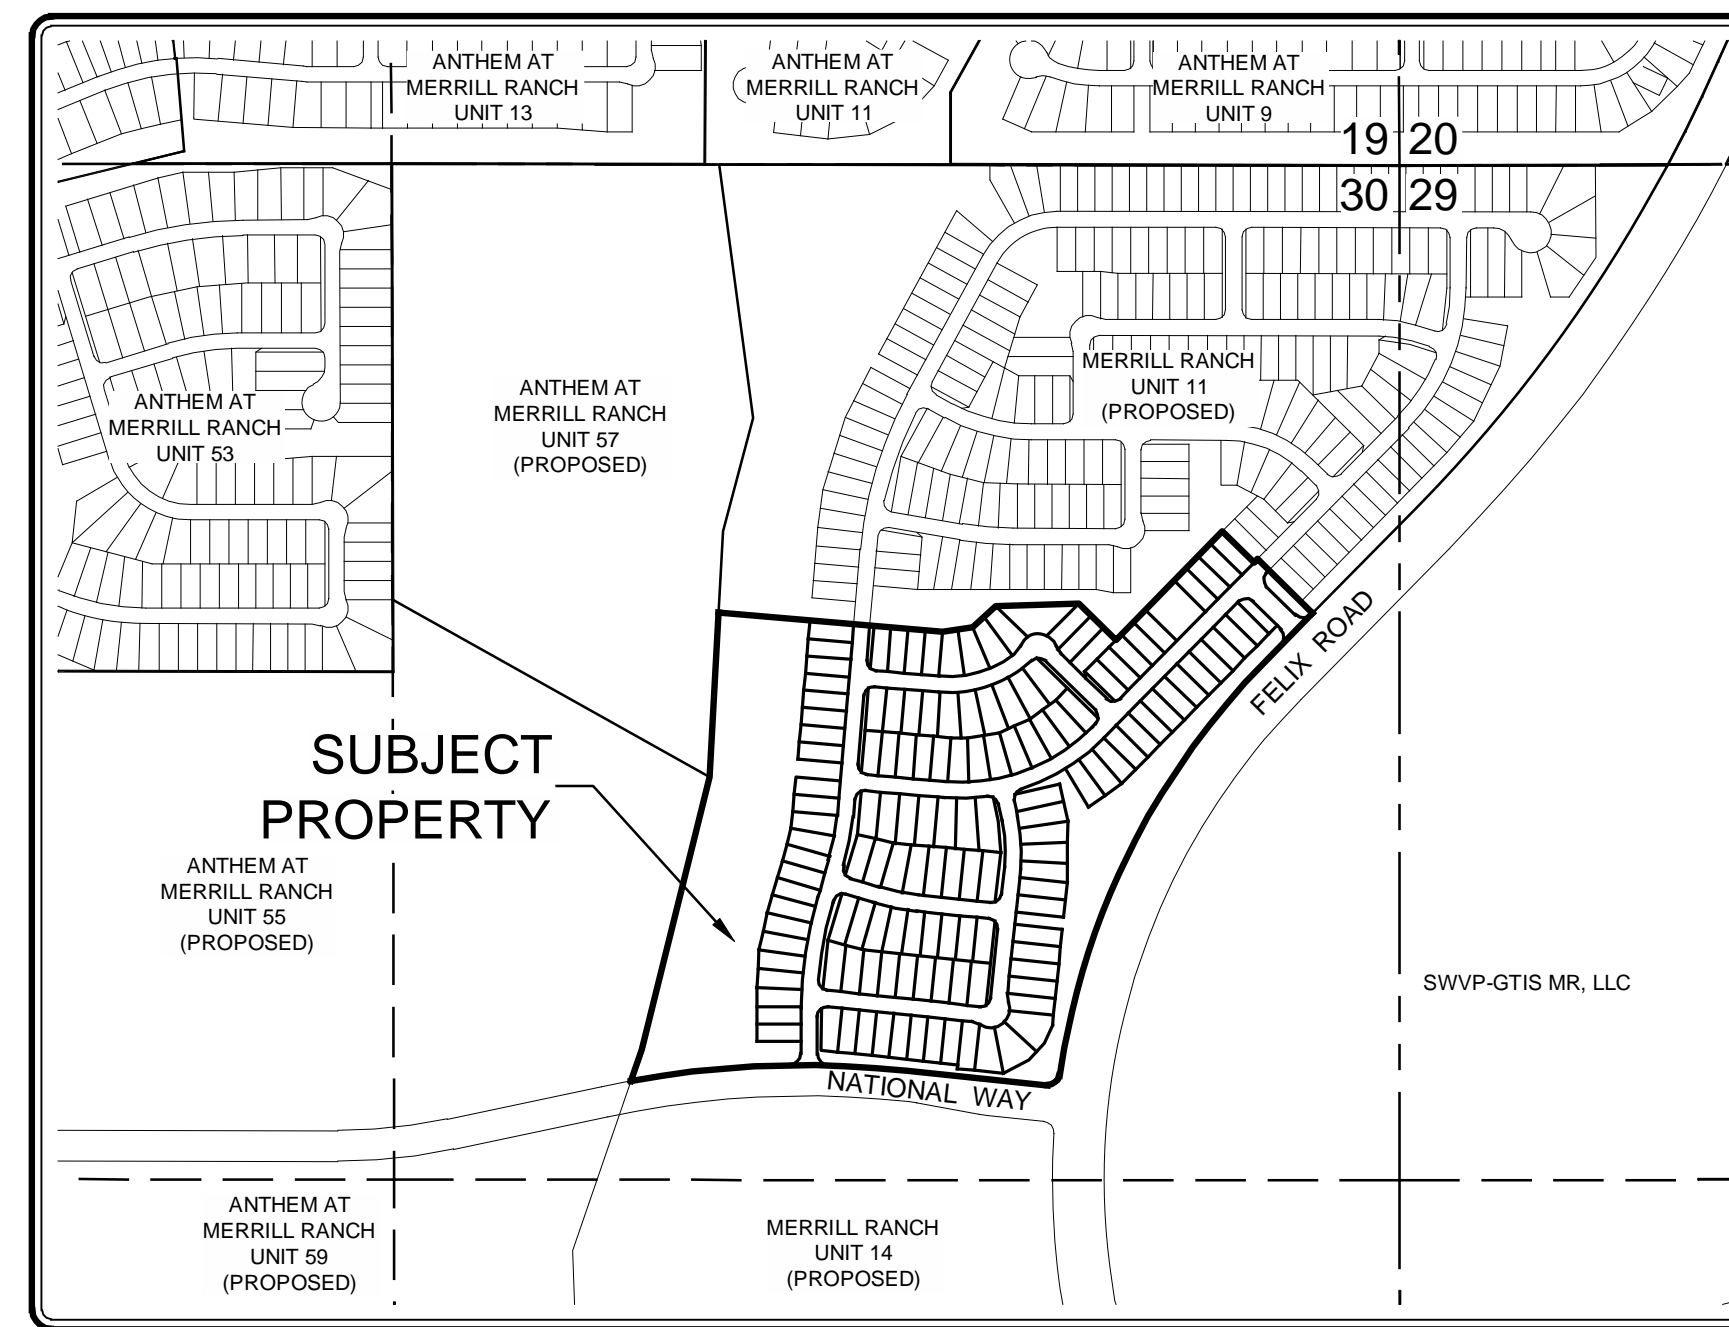 ANTHEM AT
MERRILL RANCH
UNIT 13
ANTHEM AT
MERRILL RANCH
UNIT 11
ANTHEM AT
MERRILL RANCH
UNIT 9
19 20
30 29
ANTHEM AT
MERRILL RANCH
UNIT 53
ANTHEM AT
MERRILL RANCH
UNIT 57
(PROPOSED)
MERRILL RANCH
UNIT 11
(PROPOSED)
FELIX ROAD
SUBJECT
PROPERTY
ANTHEM AT
MERRILL RANCH
UNIT 55
(PROPOSED)
SWVP-GTIS MR, LLC
NATIONAL WAY
ANTHEM AT
MERRILL RANCH
UNIT 59
(PROPOSED)
MERRILL RANCH
UNIT 14
(PROPOSED)